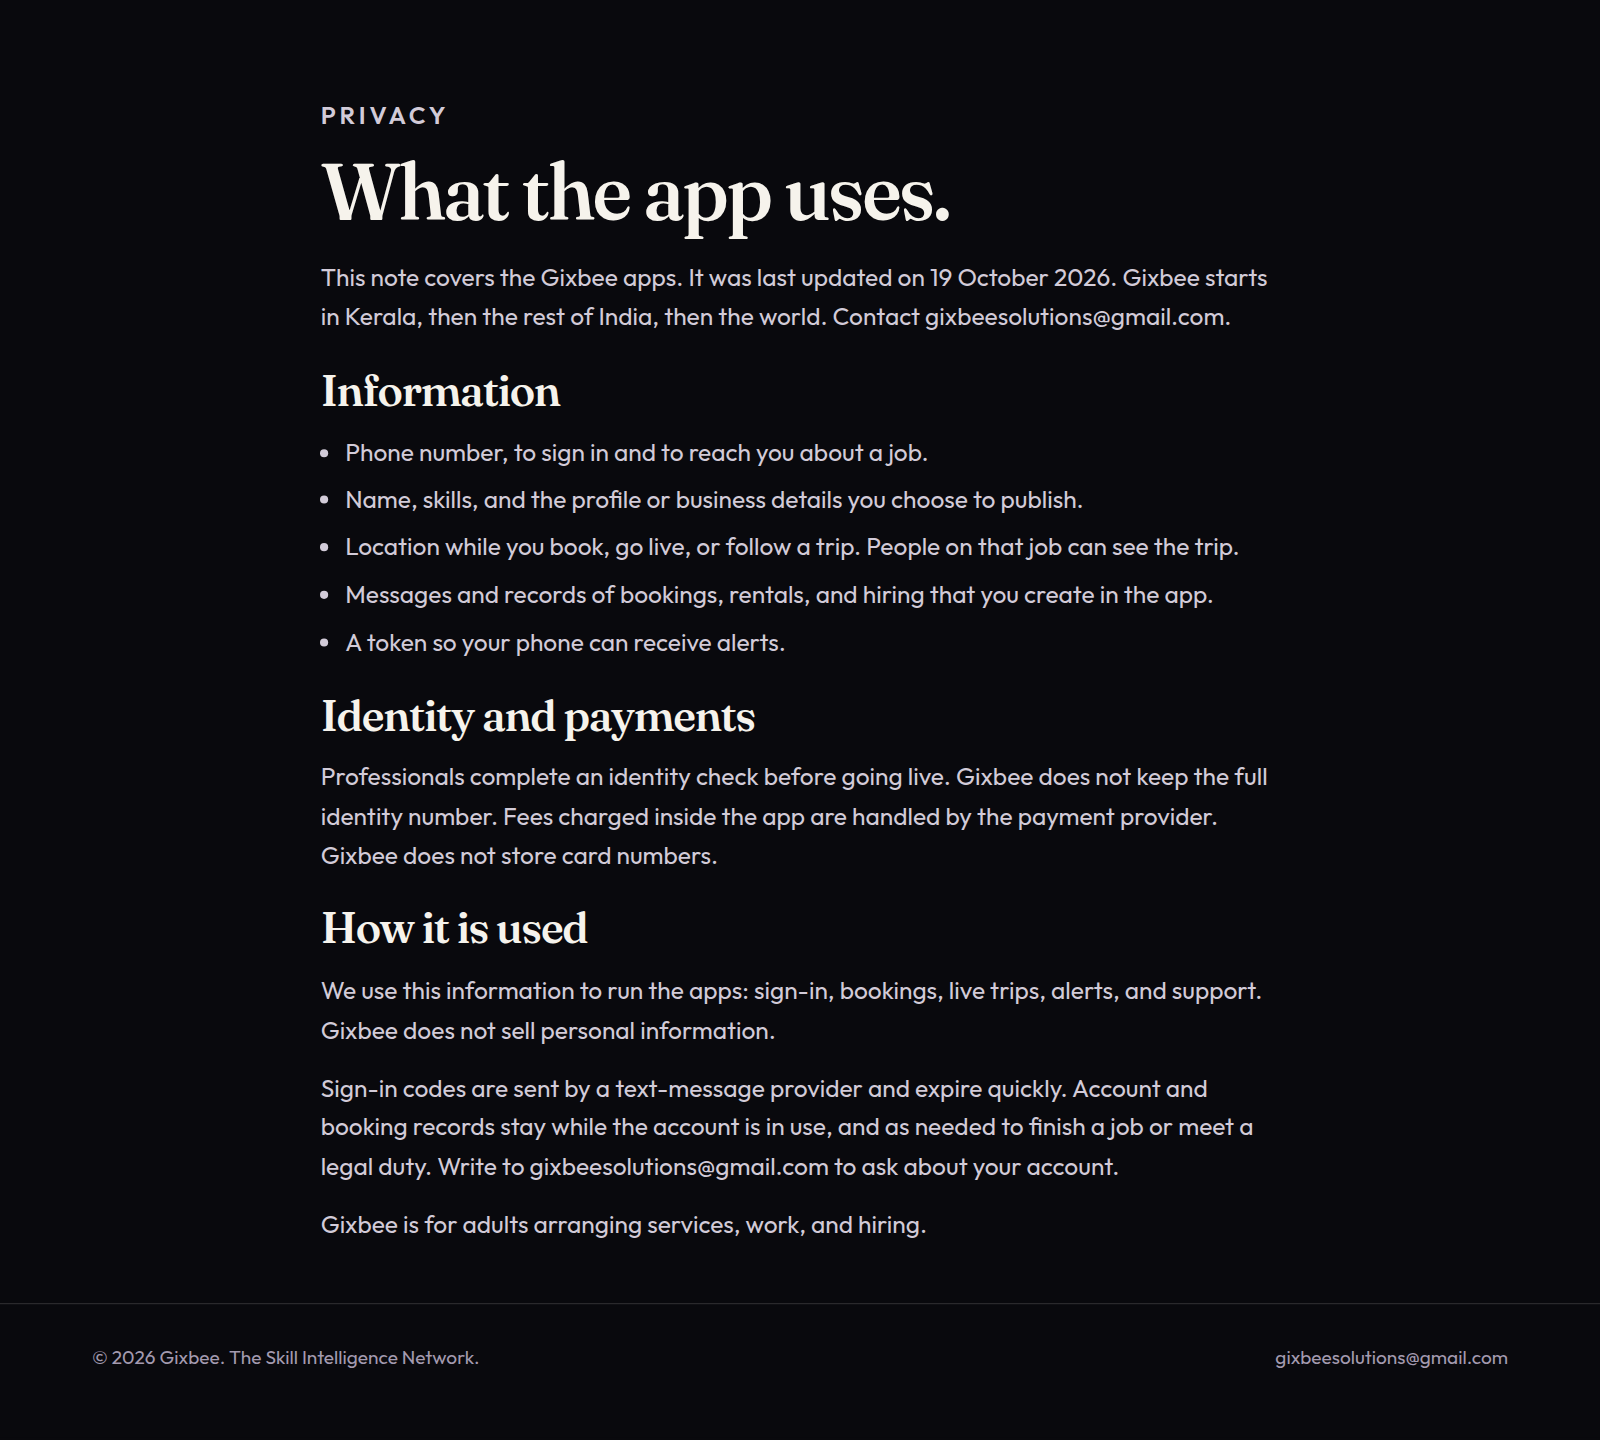 PRIVACY
What the app uses.
This note covers the Gixbee apps. It was last updated on 19 October 2026. Gixbee starts
in Kerala, then the rest of India, then the world. Contact gixbeesolutions@gmail.com.
Information
• Phone number, to sign in and to reach you about a job.
• Name, skills, and the profile or business details you choose to publish.
• Location while you book, go live, or follow a trip. People on that job can see the trip.
• Messages and records of bookings, rentals, and hiring that you create in the app.
• A token so your phone can receive alerts.
Identity and payments
Professionals complete an identity check before going live. Gixbee does not keep the full
identity number. Fees charged inside the app are handled by the payment provider.
Gixbee does not store card numbers.
How it is used
We use this information to run the apps: sign-in, bookings, live trips, alerts, and support.
Gixbee does not sell personal information.
Sign-in codes are sent by a text-message provider and expire quickly. Account and
booking records stay while the account is in use, and as needed to finish a job or meet a
legal duty. Write to gixbeesolutions@gmail.com to ask about your account.
Gixbee is for adults arranging services, work, and hiring.
© 2026 Gixbee. The Skill Intelligence Network.
gixbeesolutions@gmail.com